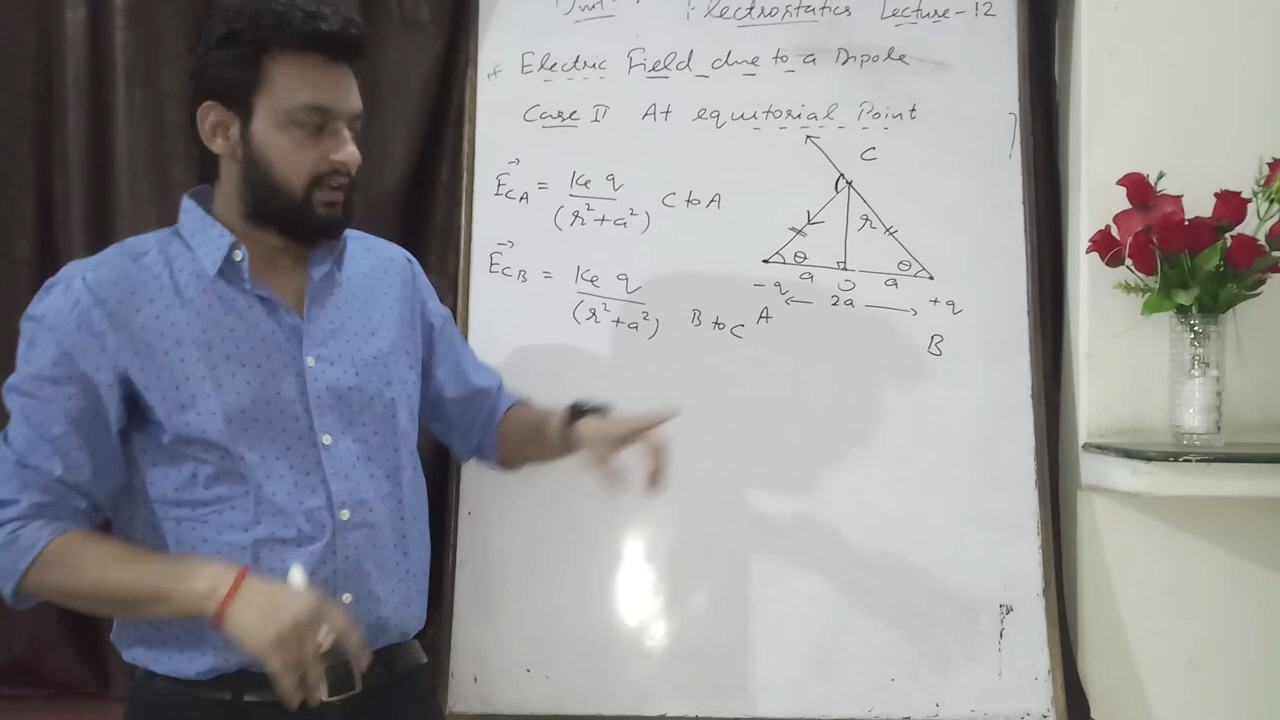 Unit Electrostatics Lecture-12
* Electric Field due to a Dipole
Case II At equitorial Point
C
E⃗CA = Ke q / (r²+a²) C to A
r
θ θ
a O a
-q ← 2a → +q
A B
E⃗CB = Ke q / (r²+a²) B to C